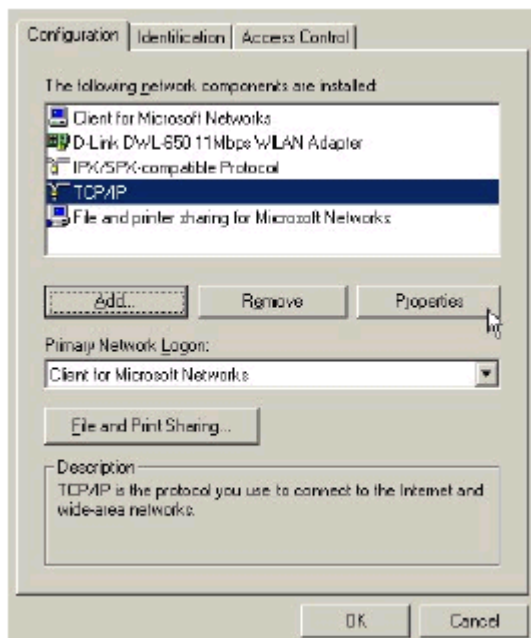 Configuration Identification Access Control
The following network components are installed:
Client for Microsoft Networks
D-Link DWL-650 11Mbps WLAN Adapter
IPX/SPX-compatible Protocol
TCP/IP
File and printer sharing for Microsoft Networks
Add... Remove Properties
Primary Network Logon:
Client for Microsoft Networks
File and Print Sharing...
Description
TCP/IP is the protocol you use to connect to the Internet and
wide-area networks.
OK Cancel